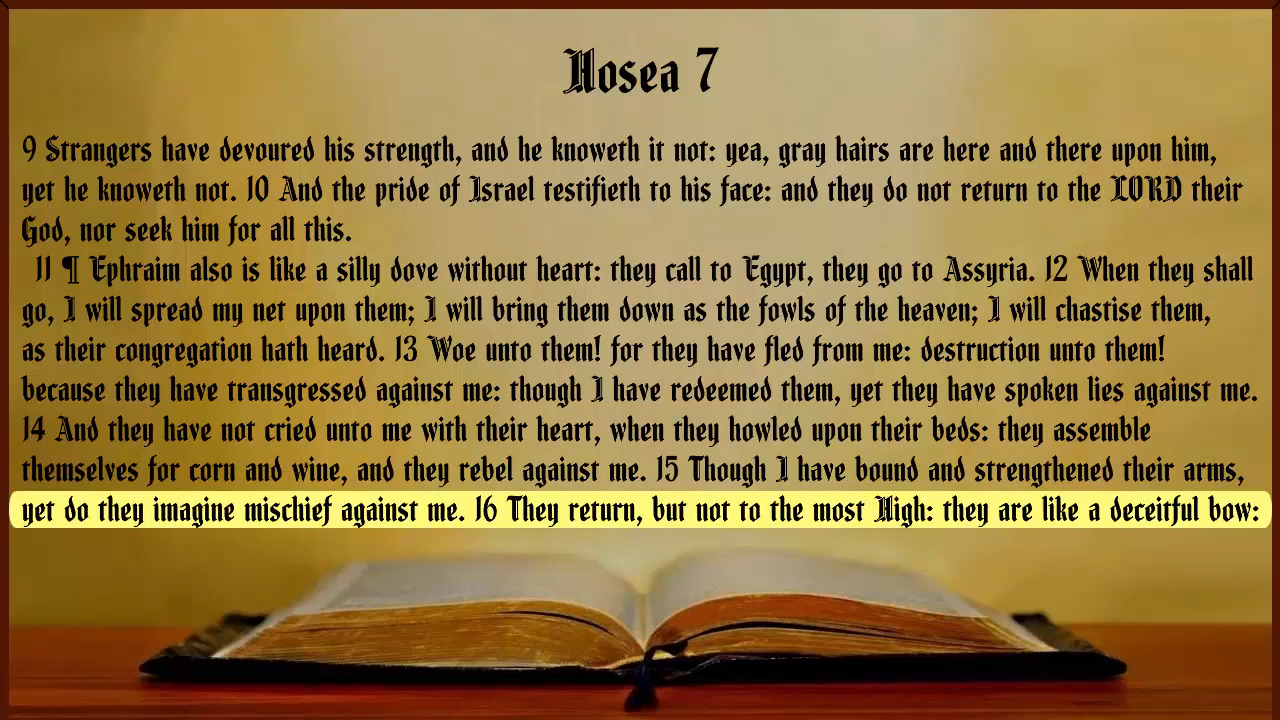 Hosea 7
9 Strangers have devoured his strength, and he knoweth it not: yea, gray hairs are here and there upon him,
yet he knoweth not. 10 And the pride of Israel testifieth to his face: and they do not return to the LORD their
God, nor seek him for all this.
11 ¶ Ephraim also is like a silly dove without heart: they call to Egypt, they go to Assyria. 12 When they shall
go, I will spread my net upon them; I will bring them down as the fowls of the heaven; I will chastise them,
as their congregation hath heard. 13 Woe unto them! for they have fled from me: destruction unto them!
because they have transgressed against me: though I have redeemed them, yet they have spoken lies against me.
14 And they have not cried unto me with their heart, when they howled upon their beds: they assemble
themselves for corn and wine, and they rebel against me. 15 Though I have bound and strengthened their arms,
yet do they imagine mischief against me. 16 They return, but not to the most High: they are like a deceitful bow: